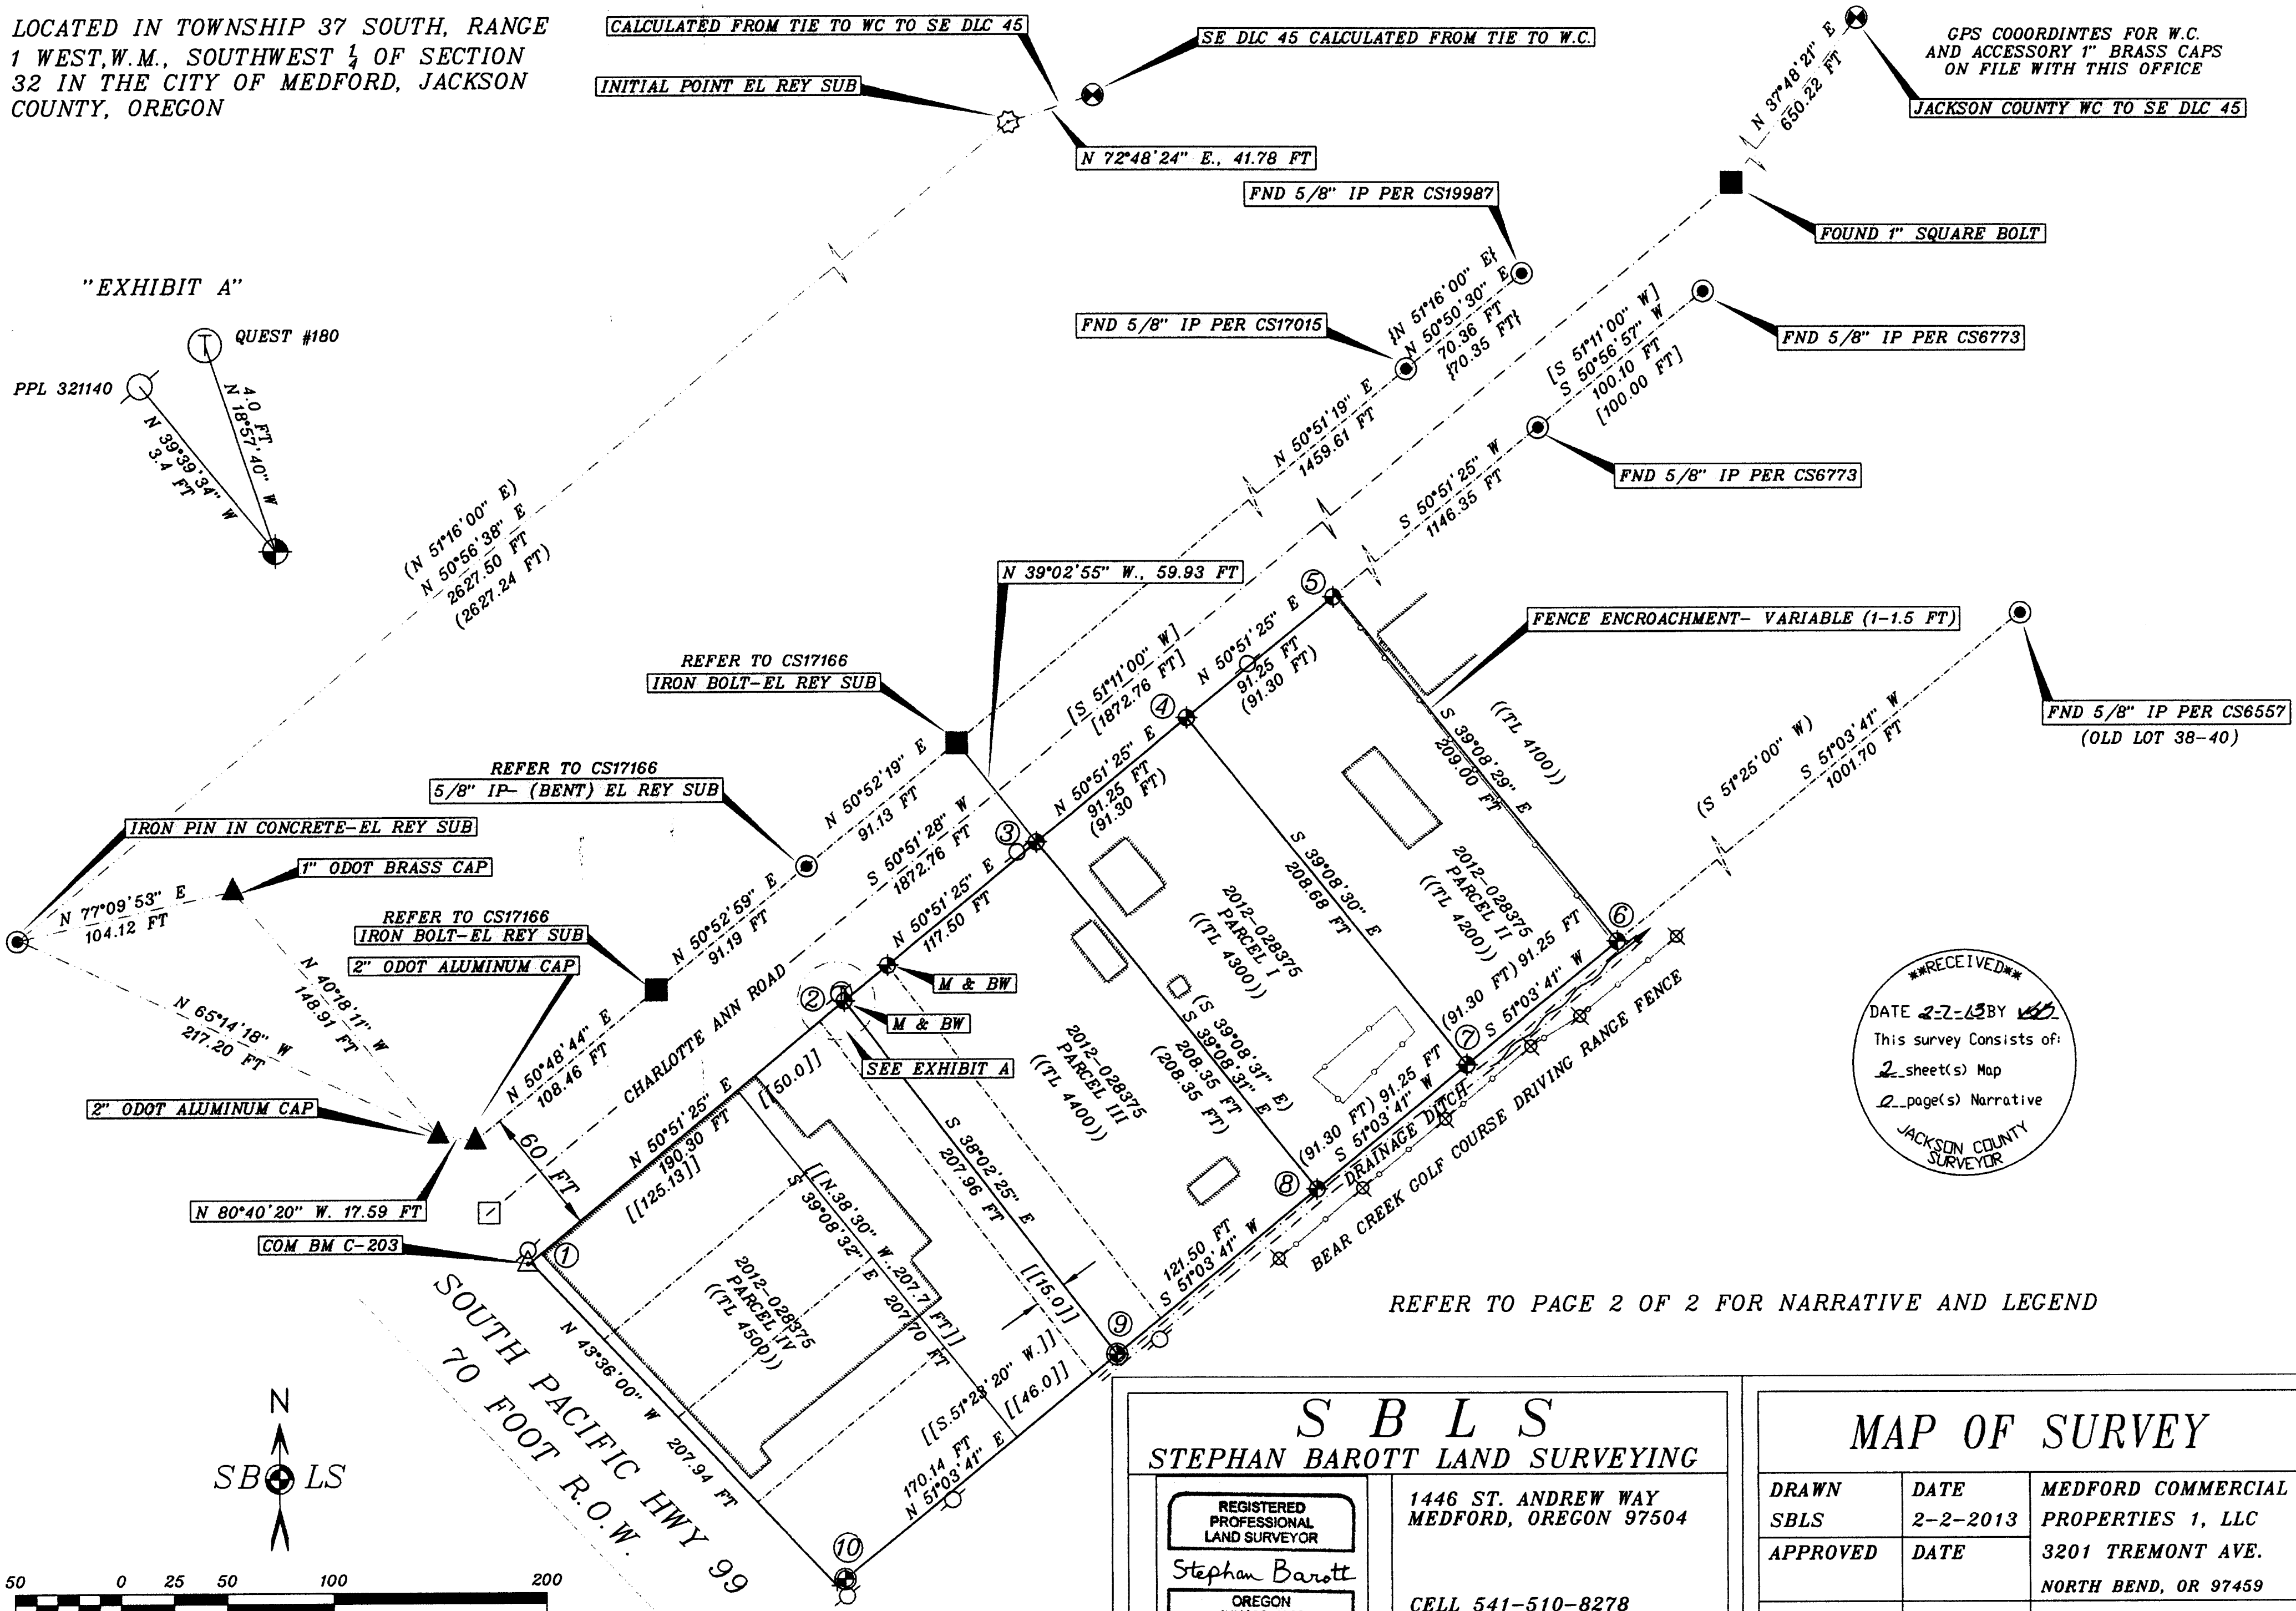 LOCATED IN TOWNSHIP 37 SOUTH, RANGE
1 WEST,W.M., SOUTHWEST 1/4 OF SECTION
32 IN THE CITY OF MEDFORD, JACKSON
COUNTY, OREGON
CALCULATED FROM TIE TO WC TO SE DLC 45
SE DLC 45 CALCULATED FROM TIE TO W.C.
INITIAL POINT EL REY SUB
N 72°48'24" E., 41.78 FT
GPS COOORDINTES FOR W.C.
AND ACCESSORY 1" BRASS CAPS
ON FILE WITH THIS OFFICE
N 37°48'21" E
650.22 FT
JACKSON COUNTY WC TO SE DLC 45
FND 5/8" IP PER CS19987
FOUND 1" SQUARE BOLT
"EXHIBIT A"
QUEST #180
PPL 321140
4.0 FT
N 18°57'40" W
N 39°39'34" W
3.4 FT
FND 5/8" IP PER CS17015
{N 51°16'00" E}
N 50°50'30" E
70.36 FT
{70.35 FT}
FND 5/8" IP PER CS6773
[S 51°11'00" W]
S 50°56'57" W
100.10 FT
[100.00 FT]
N 50°51'19" E
1459.61 FT
S 50°51'25" W
1146.35 FT
FND 5/8" IP PER CS6773
(N 51°16'00" E)
N 50°56'38" E
2627.50 FT
(2627.24 FT)
N 39°02'55" W., 59.93 FT
5
FENCE ENCROACHMENT- VARIABLE (1-1.5 FT)
REFER TO CS17166
IRON BOLT-EL REY SUB
[S 51°11'00" W]
[1872.76 FT]
N 50°51'25" E
91.25 FT
(91.30 FT)
4
((TL 4100))
S 39°08'29" E
209.00 FT
FND 5/8" IP PER CS6557
(OLD LOT 38-40)
(S 51°25'00" W)
S 51°03'41" W
1001.70 FT
REFER TO CS17166
5/8" IP- (BENT) EL REY SUB
N 50°52'19" E
91.13 FT
S 50°51'28" W
1872.76 FT
N 50°51'25" E
91.25 FT
(91.30 FT)
3
IRON PIN IN CONCRETE-EL REY SUB
1" ODOT BRASS CAP
N 77°09'53" E
104.12 FT
REFER TO CS17166
IRON BOLT-EL REY SUB
2" ODOT ALUMINUM CAP
N 50°52'59" E
91.19 FT
N 50°51'25" E
117.50 FT
S 39°08'30" E
208.68 FT
2012-028375
PARCEL II
((TL 4200))
2012-028375
PARCEL I
((TL 4300))
6
N 40°18'11" W
148.91 FT
N 65°14'18" W
217.20 FT
M & BW
2
M & BW
SEE EXHIBIT A
(S 39°08'31" E)
S 39°08'31" E
208.35 FT
(208.35 FT)
(91.30 FT) 91.25 FT
S 51°03'41" W
7
**RECEIVED**
DATE 2-7-13 BY
This survey Consists of:
2 sheet(s) Map
0 page(s) Narrative
JACKSON COUNTY
SURVEYOR
2" ODOT ALUMINUM CAP
N 50°48'44" E
108.46 FT
CHARLOTTE ANN ROAD
[[50.0]]
2012-028375
PARCEL III
((TL 4400))
(91.30 FT) 91.25 FT
S 51°03'41" W
DRAINAGE DITCH
BEAR CREEK GOLF COURSE DRIVING RANGE FENCE
8
60 FT
N 50°51'25" E
190.30 FT
[[125.13]]
S 38°02'25" E
207.96 FT
N 80°40'20" W. 17.59 FT
COM BM C-203
1
[[N.38'30" W.,207.7 FT]]
S 39°08'32" E
207.70 FT
2012-028375
PARCEL IV
((TL 4500))
[[15.0]]
121.50 FT
S 51°03'41" W
9
REFER TO PAGE 2 OF 2 FOR NARRATIVE AND LEGEND
SOUTH PACIFIC HWY 99
70 FOOT R.O.W.
N 43°36'00" W
207.94 FT
[[S.51°23'20" W.]]
[[46.0]]
170.14 FT
N 51°03'41" E
10
N
SB LS
50 0 25 50 100 200
S B L S
STEPHAN BAROTT LAND SURVEYING
REGISTERED
PROFESSIONAL
LAND SURVEYOR
Stephan Barott
OREGON
1446 ST. ANDREW WAY
MEDFORD, OREGON 97504
CELL 541-510-8278
MAP OF SURVEY
DRAWN DATE MEDFORD COMMERCIAL
SBLS 2-2-2013 PROPERTIES 1, LLC
APPROVED DATE 3201 TREMONT AVE.
NORTH BEND, OR 97459